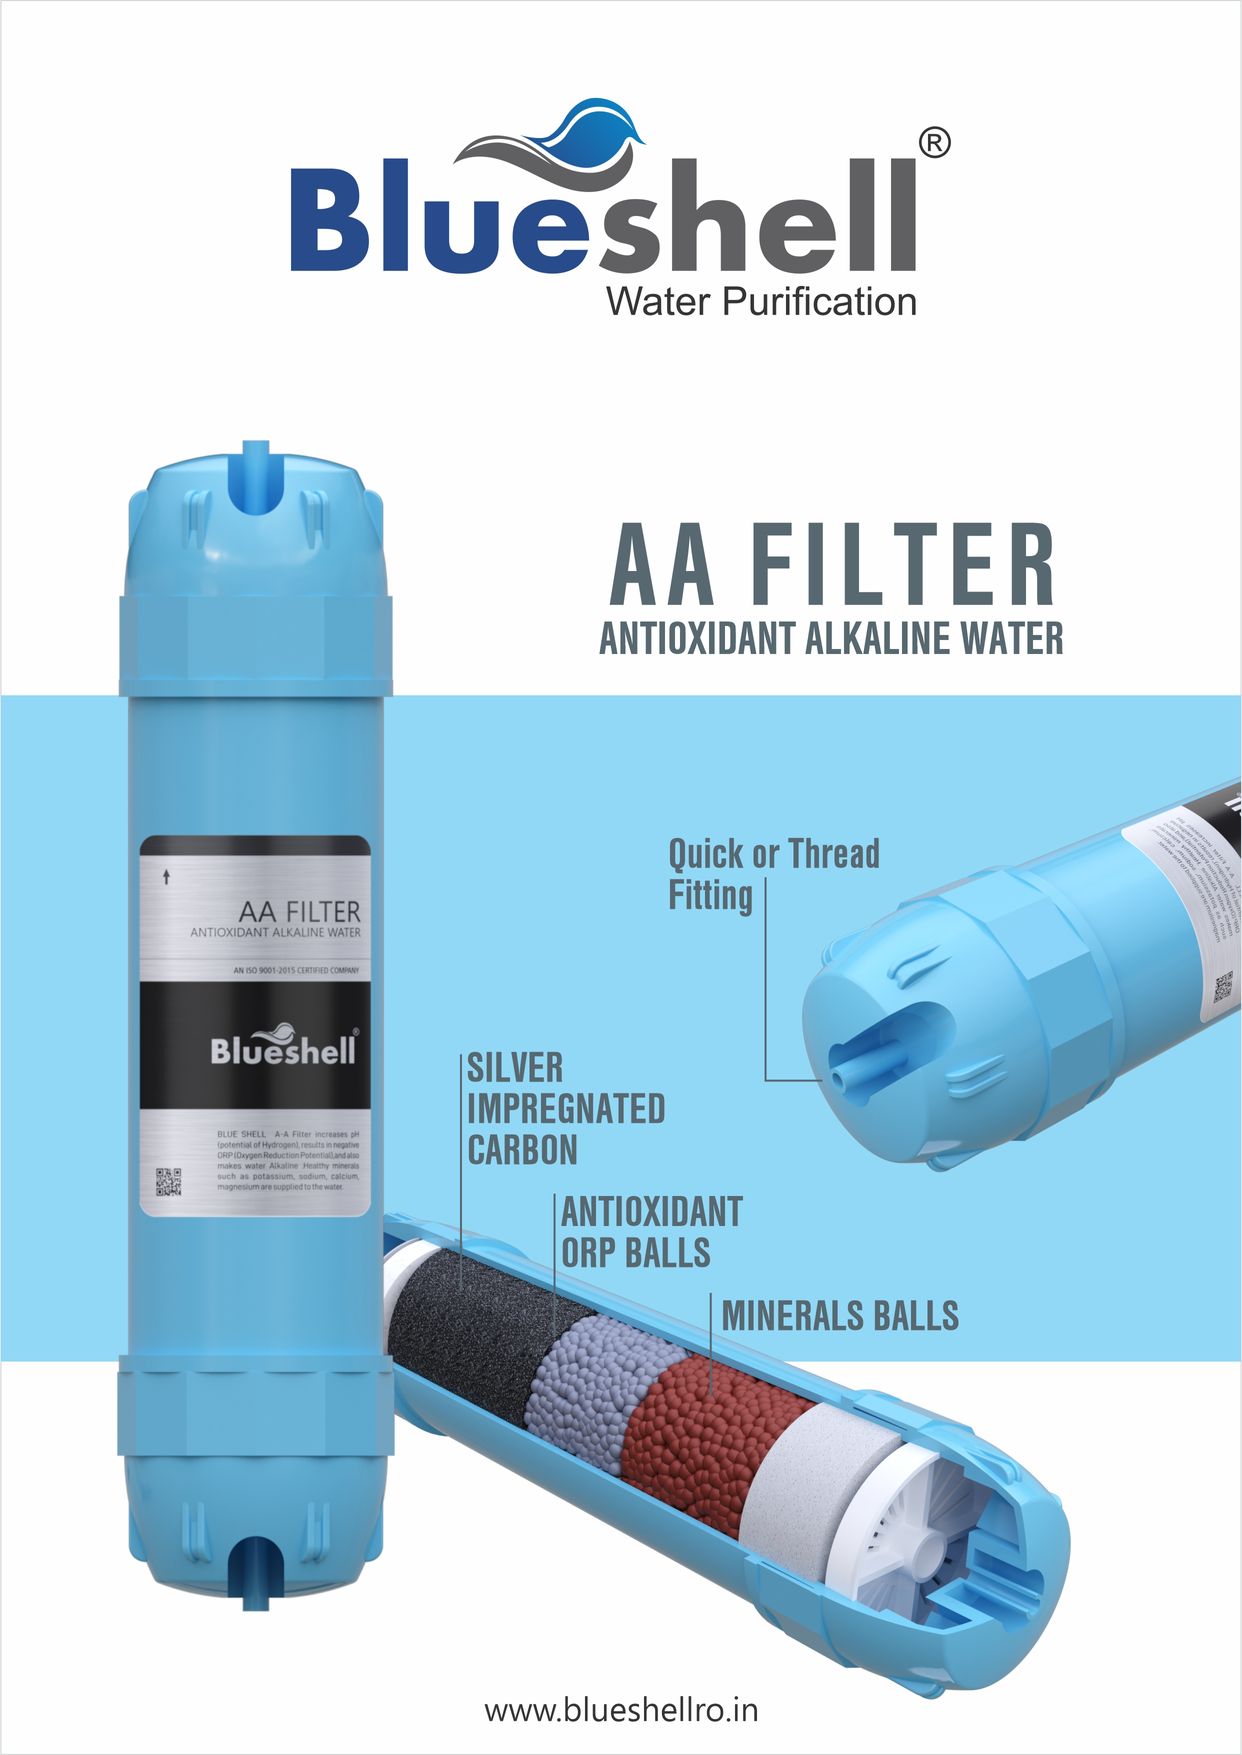 Blueshell®
Water Purification
AA FILTER
ANTIOXIDANT ALKALINE WATER
Quick or Thread
Fitting
AA FILTER
ANTIOXIDANT ALKALINE WATER
AN ISO 9001-2015 CERTIFIED COMPANY
Blueshell®
BLUE SHELL A-A Filter increases pH
(potential of Hydrogen), results in negative
ORP (Oxygen Reduction Potential),and also
makes water Alkaline Healthy minerals
such as potassium, sodium, calcium,
magnesium are supplied to the water.
SILVER
IMPREGNATED
CARBON
ANTIOXIDANT
ORP BALLS
MINERALS BALLS
www.blueshellro.in